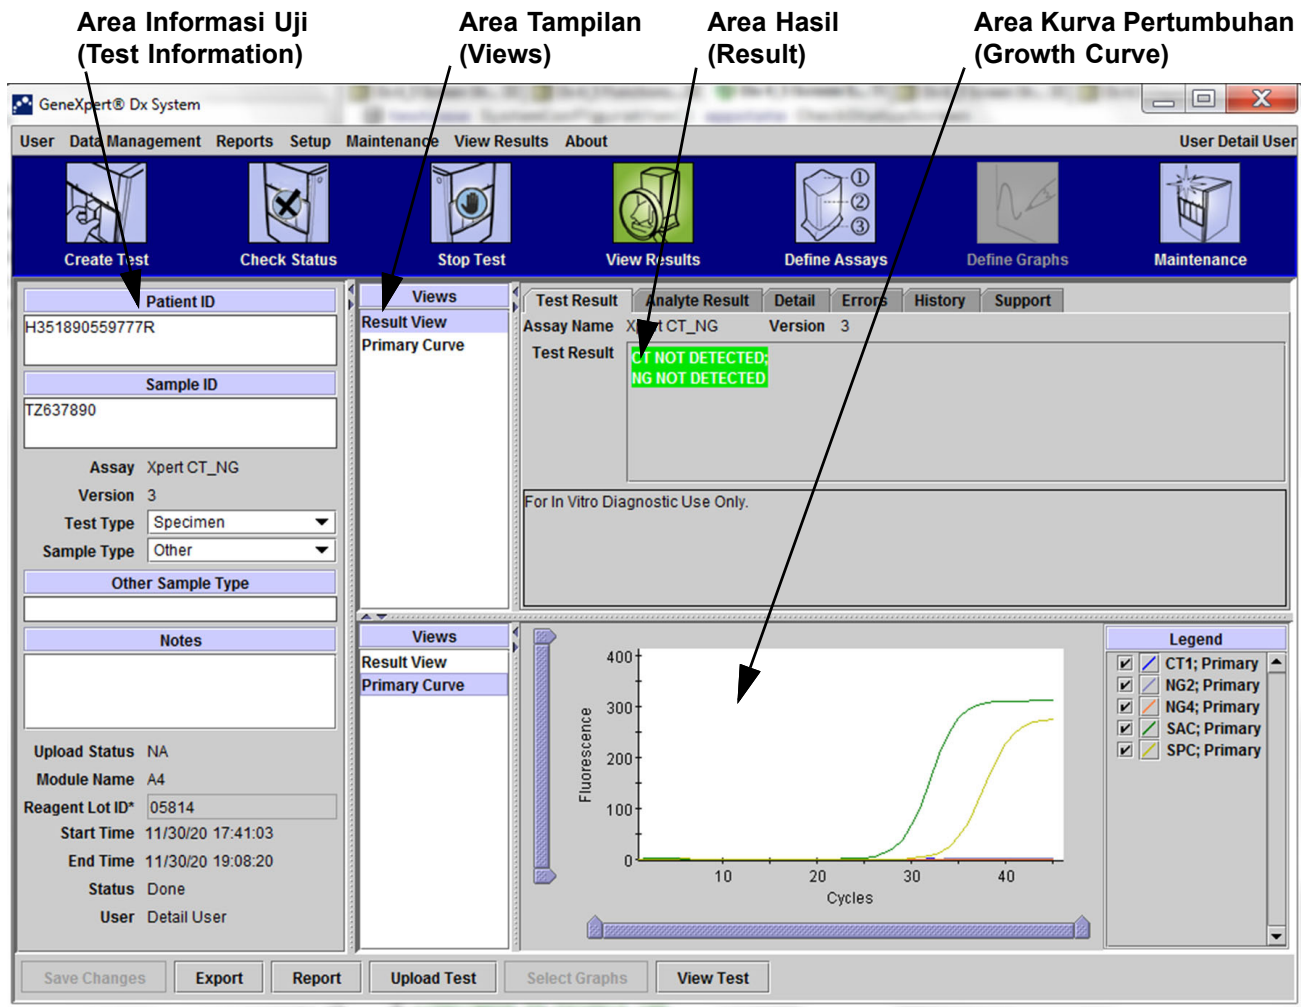 Area Informasi Uji
(Test Information)
Area Tampilan
(Views)
Area Hasil
(Result)
Area Kurva Pertumbuhan
(Growth Curve)
GeneXpert® Dx System
User Data Management Reports Setup Maintenance View Results About
User Detail User
Create Test
Check Status
Stop Test
View Results
① ② ③
Define Assays
Define Graphs
Maintenance
Patient ID
H351890559777R
Sample ID
TZ637890
Assay Xpert CT_NG
Version 3
Test Type Specimen
Sample Type Other
Other Sample Type
Notes
Upload Status NA
Module Name A4
Reagent Lot ID* 05814
Start Time 11/30/20 17:41:03
End Time 11/30/20 19:08:20
Status Done
User Detail User
Views
Result View
Primary Curve
Test Result Analyte Result Detail Errors History Support
Assay Name Xpert CT_NG Version 3
Test Result
CT NOT DETECTED;
NG NOT DETECTED
For In Vitro Diagnostic Use Only.
Views
Result View
Primary Curve
Fluorescence
400
300
200
100
0
10 20 30 40
Cycles
Legend
CT1; Primary
NG2; Primary
NG4; Primary
SAC; Primary
SPC; Primary
Save Changes Export Report Upload Test Select Graphs View Test